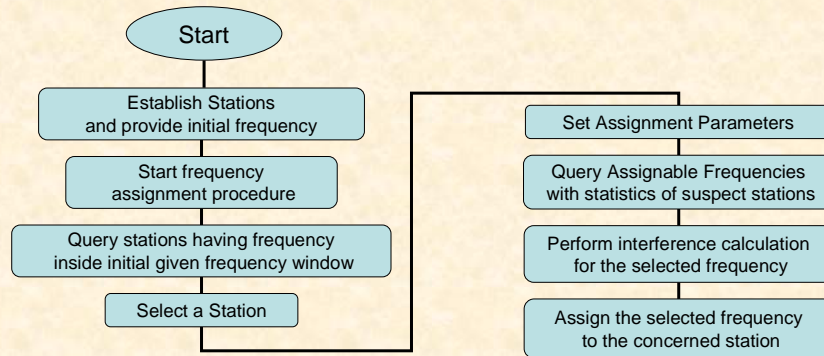 Start
Establish Stations
and provide initial frequency
Start frequency
assignment procedure
Query stations having frequency
inside initial given frequency window
Select a Station
Set Assignment Parameters
Query Assignable Frequencies
with statistics of suspect stations
Perform interference calculation
for the selected frequency
Assign the selected frequency
to the concerned station